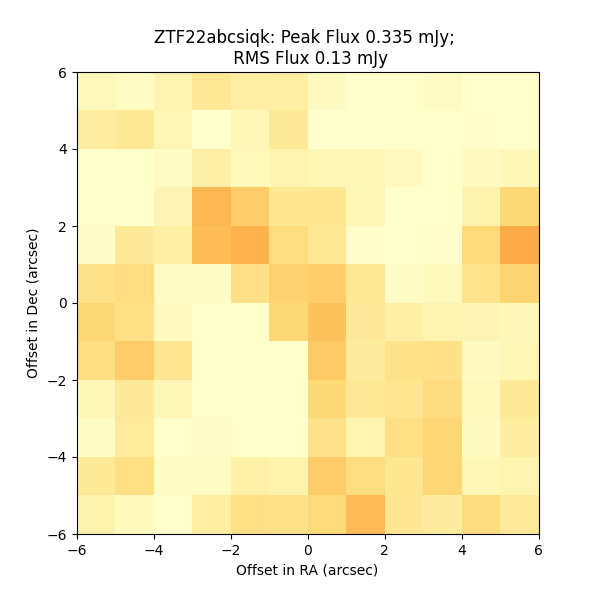 ZTF22abcsiqk: Peak Flux 0.335 mJy;
RMS Flux 0.13 mJy
6
4
2
0
−2
−4
−6
Offset in Dec (arcsec)
−6 −4 −2 0 2 4 6
Offset in RA (arcsec)